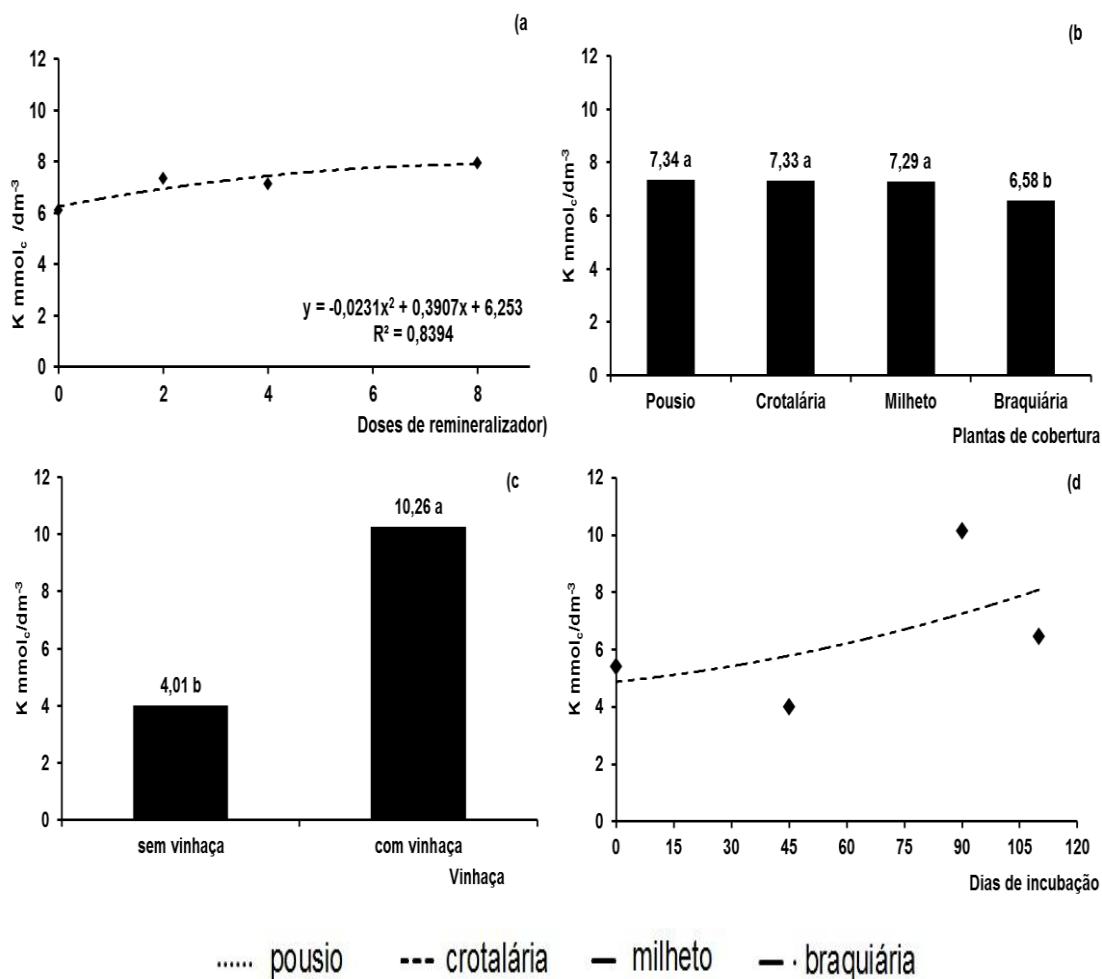 (a
12
10
8
6
4
2
0
K mmolc /dm-3
y = -0,0231x² + 0,3907x + 6,253
R² = 0,8394
0 2 4 6 8
Doses de remineralizador)
(b
12
10
8
6
4
2
0
K mmolc/dm-3
7,34 a 7,33 a 7,29 a 6,58 b
Pousio Crotalária Milheto Braquiária
Plantas de cobertura
(c
12
10
8
6
4
2
0
K mmolc/dm-3
4,01 b 10,26 a
sem vinhaça com vinhaça
Vinhaça
(d
12
10
8
6
4
2
0
K mmolc/dm-3
0 15 30 45 60 75 90 105 120
Dias de incubação
pousio crotalária milheto braquiária